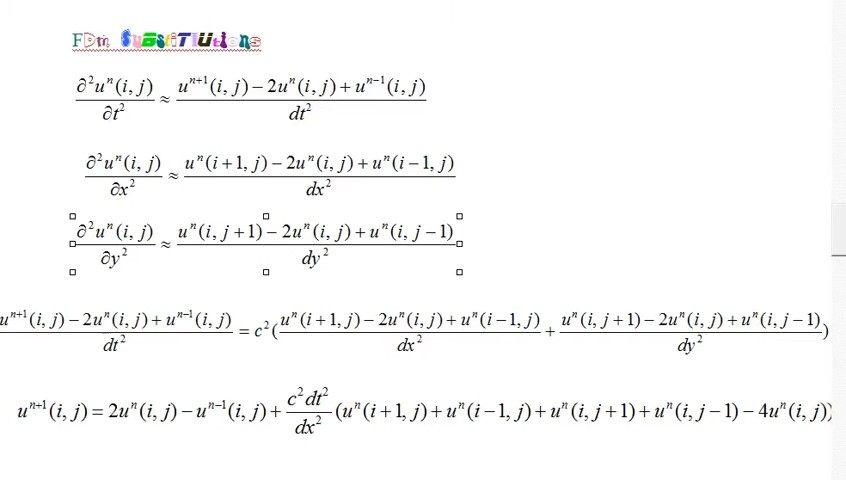 FDm Substitutions
∂²uⁿ(i, j)/∂t² ≈ (uⁿ⁺¹(i, j) − 2uⁿ(i, j) + uⁿ⁻¹(i, j))/dt²
∂²uⁿ(i, j)/∂x² ≈ (uⁿ(i + 1, j) − 2uⁿ(i, j) + uⁿ(i − 1, j))/dx²
∂²uⁿ(i, j)/∂y² ≈ (uⁿ(i, j + 1) − 2uⁿ(i, j) + uⁿ(i, j − 1))/dy²
(uⁿ⁺¹(i, j) − 2uⁿ(i, j) + uⁿ⁻¹(i, j))/dt² = c²((uⁿ(i + 1, j) − 2uⁿ(i, j) + uⁿ(i − 1, j))/dx² + (uⁿ(i, j + 1) − 2uⁿ(i, j) + uⁿ(i, j − 1))/dy²)
uⁿ⁺¹(i, j) = 2uⁿ(i, j) − uⁿ⁻¹(i, j) + c²dt²/dx² (uⁿ(i + 1, j) + uⁿ(i − 1, j) + uⁿ(i, j + 1) + uⁿ(i, j − 1) − 4uⁿ(i, j))